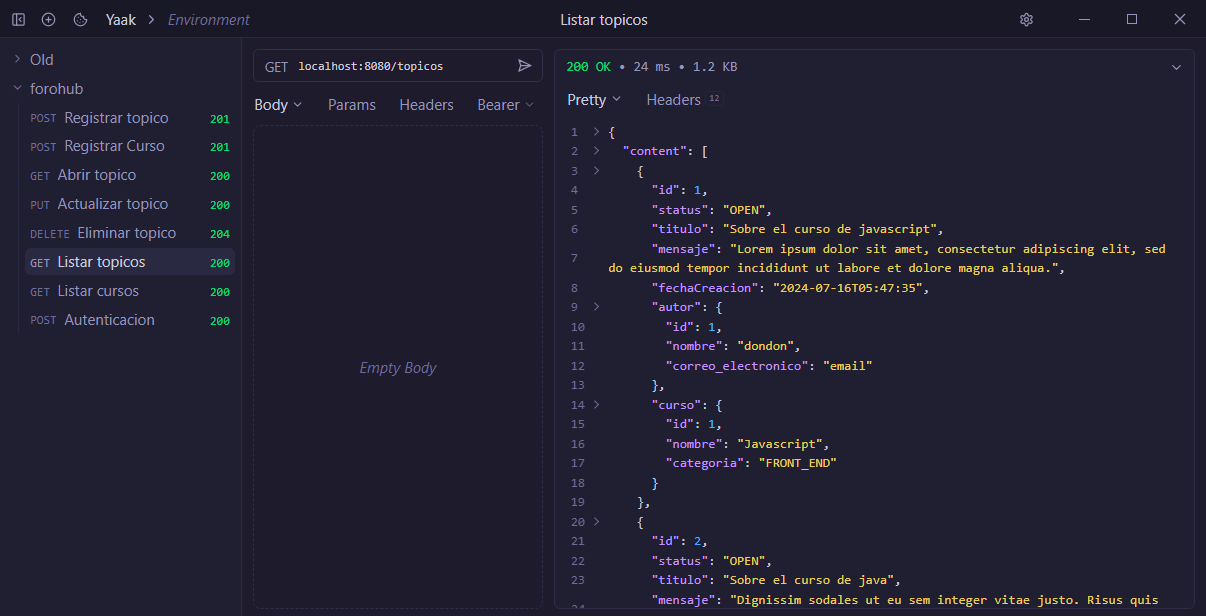 Yaak > Environment
Listar topicos
Old
forohub
POST Registrar topico 201
POST Registrar Curso 201
GET Abrir topico 200
PUT Actualizar topico 200
DELETE Eliminar topico 204
GET Listar topicos 200
GET Listar cursos 200
POST Autenticacion 200
GET localhost:8080/topicos
Body Params Headers Bearer
Empty Body
200 OK • 24 ms • 1.2 KB
Pretty Headers 12
1 {
2 "content": [
3 {
4 "id": 1,
5 "status": "OPEN",
6 "titulo": "Sobre el curso de javascript",
7 "mensaje": "Lorem ipsum dolor sit amet, consectetur adipiscing elit, sed
do eiusmod tempor incididunt ut labore et dolore magna aliqua.",
8 "fechaCreacion": "2024-07-16T05:47:35",
9 "autor": {
10 "id": 1,
11 "nombre": "dondon",
12 "correo_electronico": "email"
13 },
14 "curso": {
15 "id": 1,
16 "nombre": "Javascript",
17 "categoria": "FRONT_END"
18 }
19 },
20 {
21 "id": 2,
22 "status": "OPEN",
23 "titulo": "Sobre el curso de java",
24 "mensaje": "Dignissim sodales ut eu sem integer vitae justo. Risus quis